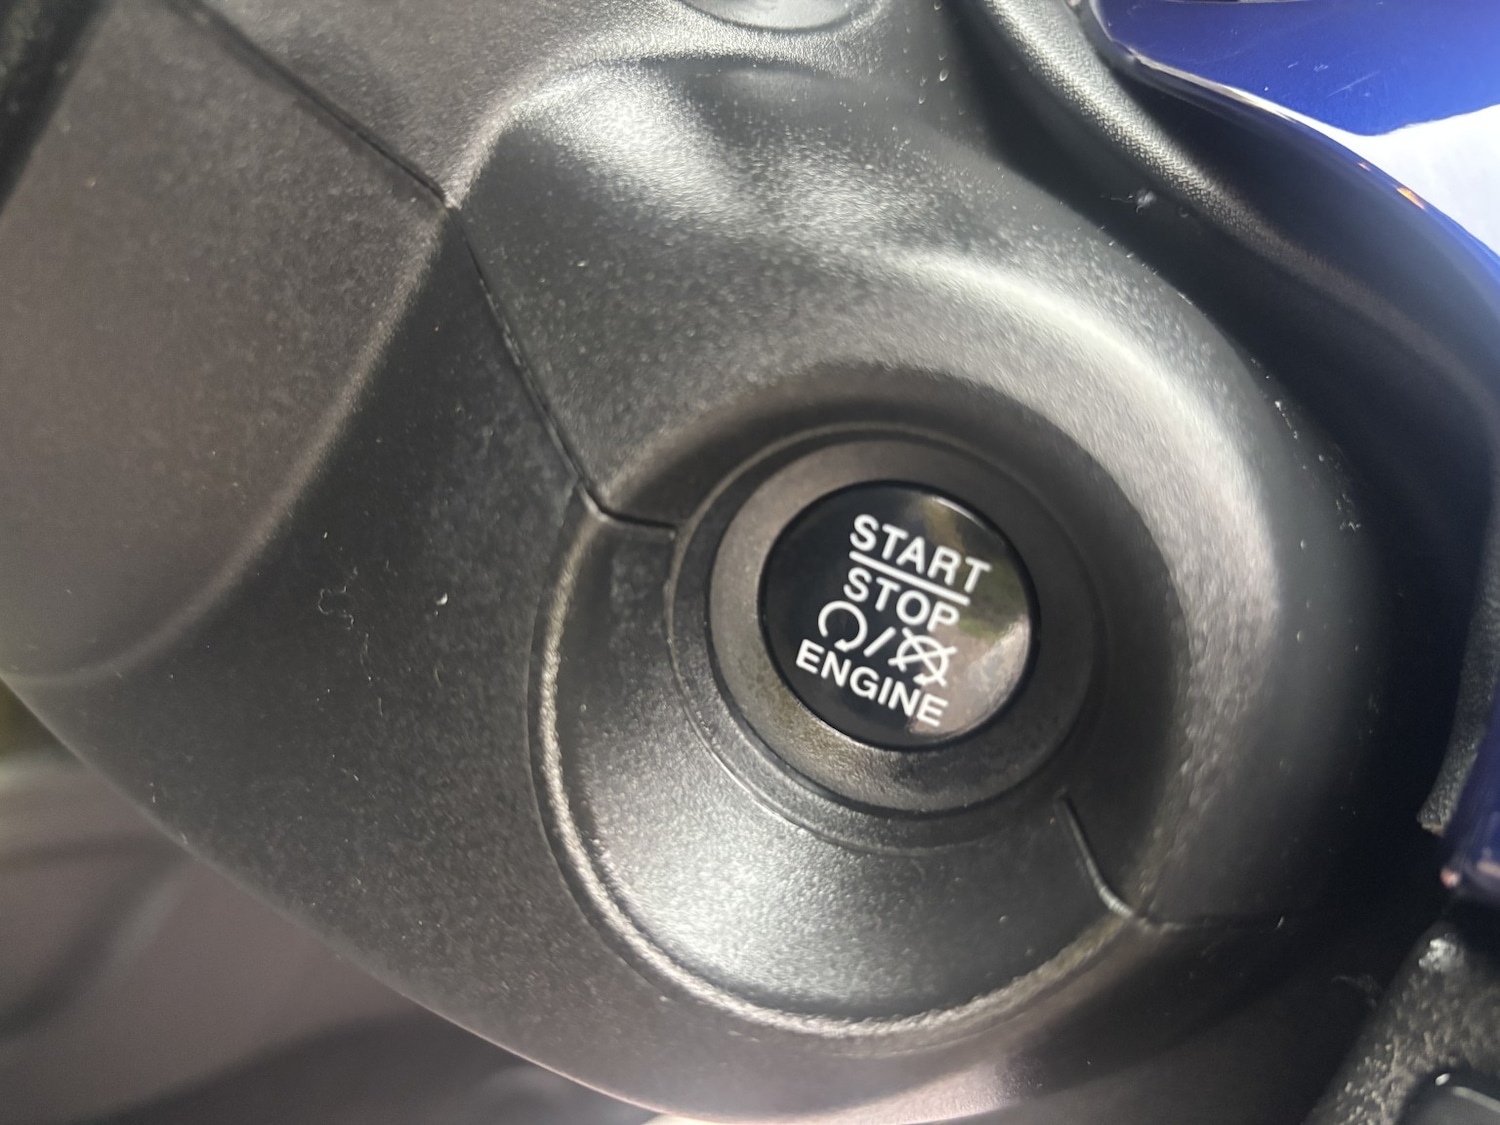 START
STOP
/
ENGINE